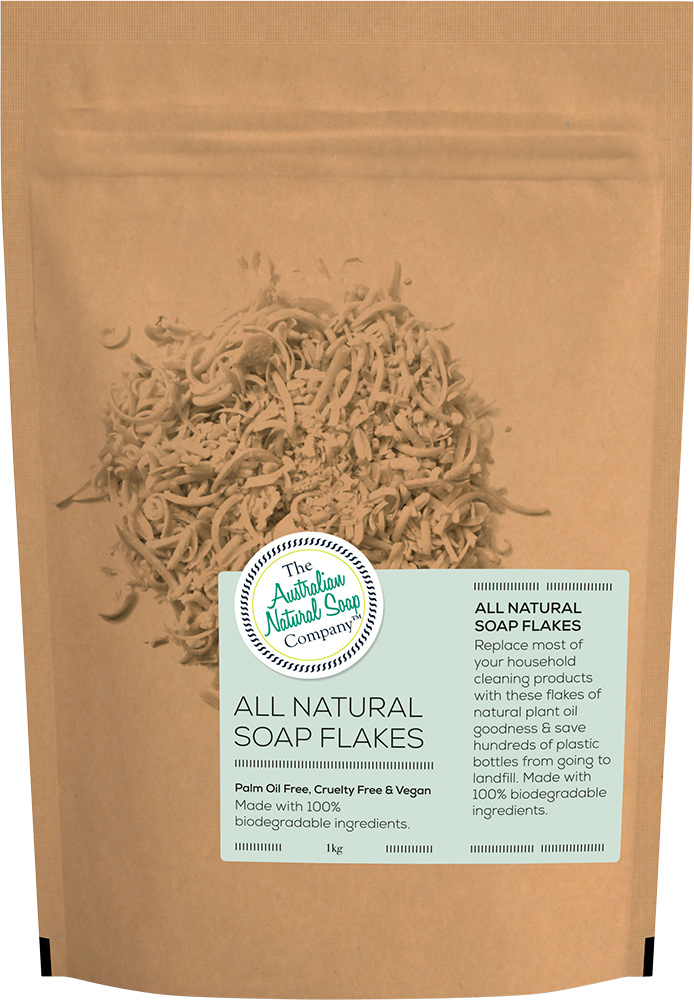 The
Australian
Natural Soap
Company™
ALL NATURAL
SOAP FLAKES
Palm Oil Free, Cruelty Free & Vegan
Made with 100%
biodegradable ingredients.
1kg
ALL NATURAL
SOAP FLAKES
Replace most of
your household
cleaning products
with these flakes of
natural plant oil
goodness & save
hundreds of plastic
bottles from going to
landfill. Made with
100% biodegradable
ingredients.